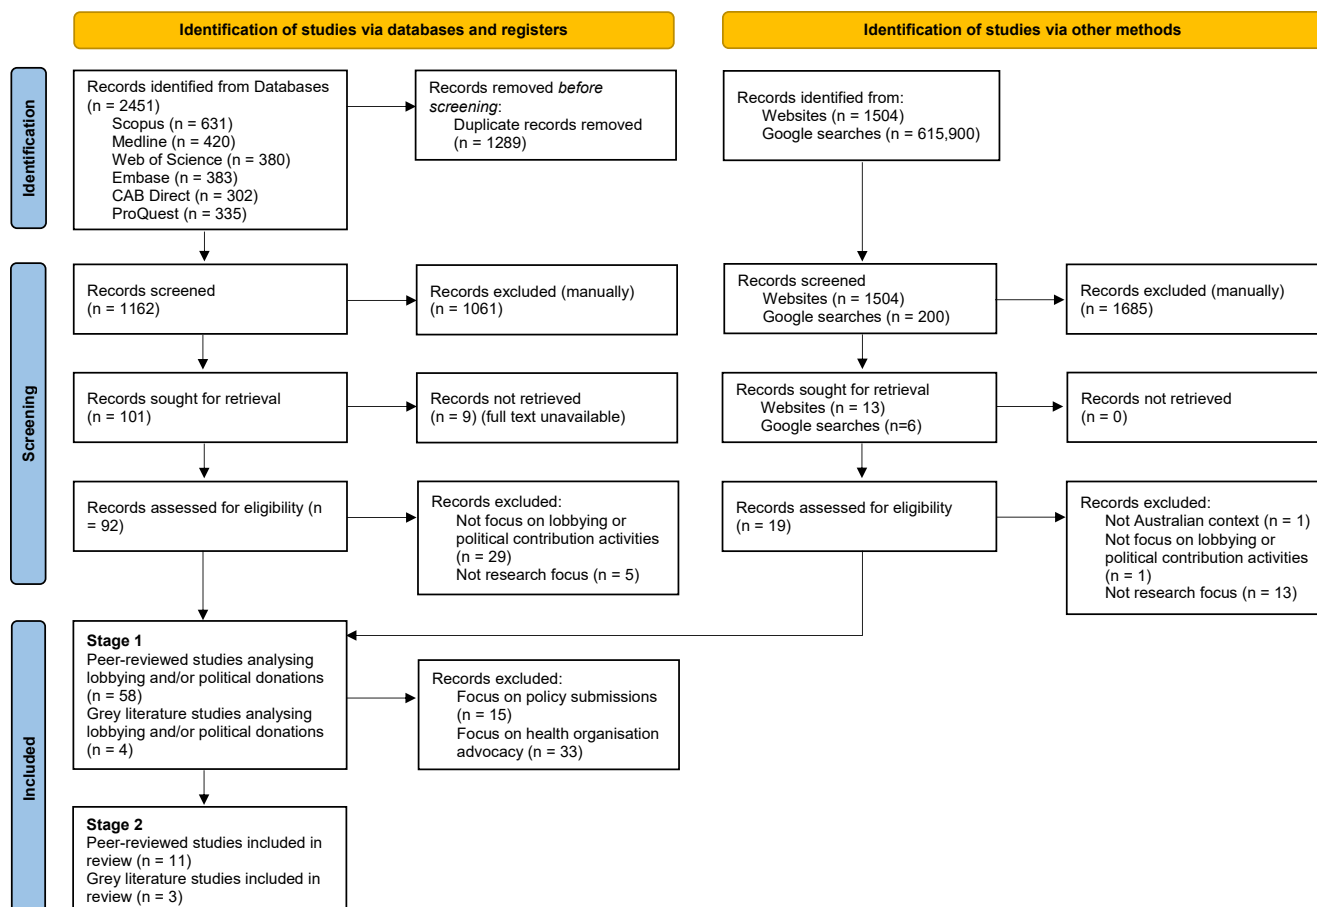 Identification of studies via databases and registers
Identification of studies via other methods
Identification
Records identified from Databases
(n = 2451)
Scopus (n = 631)
Medline (n = 420)
Web of Science (n = 380)
Embase (n = 383)
CAB Direct (n = 302)
ProQuest (n = 335)
Records removed before
screening:
Duplicate records removed
(n = 1289)
Records identified from:
Websites (n = 1504)
Google searches = 615,900)
Screening
Records screened
(n = 1162)
Records excluded (manually)
(n = 1061)
Records screened
Websites (n = 1504)
Google searches (n = 200)
Records excluded (manually)
(n = 1685)
Records sought for retrieval
(n = 101)
Records not retrieved
(n = 9) (full text unavailable)
Records sought for retrieval
Websites (n = 13)
Google searches (n=6)
Records not retrieved
(n = 0)
Records assessed for eligibility (n
= 92)
Records excluded:
Not focus on lobbying or
political contribution activities
(n = 29)
Not research focus (n = 5)
Records assessed for eligibility
(n = 19)
Records excluded:
Not Australian context (n = 1)
Not focus on lobbying or
political contribution activities
(n = 1)
Not research focus (n = 13)
Included
Stage 1
Peer-reviewed studies analysing
lobbying and/or political donations
(n = 58)
Grey literature studies analysing
lobbying and/or political donations
(n = 4)
Records excluded:
Focus on policy submissions
(n = 15)
Focus on health organisation
advocacy (n = 33)
Stage 2
Peer-reviewed studies included in
review (n = 11)
Grey literature studies included in
review (n = 3)